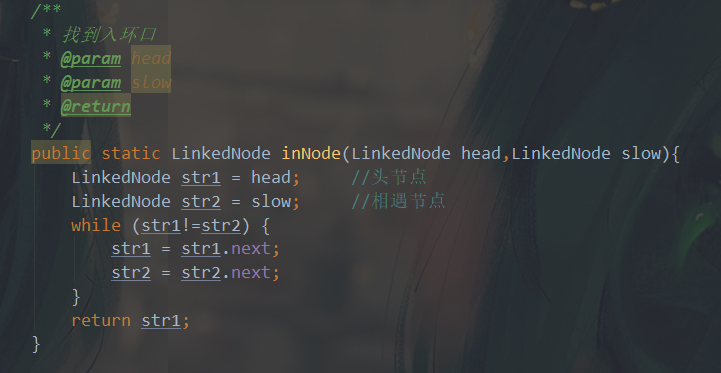 /**
 * 找到入环口
 * @param head
 * @param slow
 * @return
 */
public static LinkedNode inNode(LinkedNode head,LinkedNode slow){
    LinkedNode str1 = head;     //头节点
    LinkedNode str2 = slow;     //相遇节点
    while (str1!=str2) {
        str1 = str1.next;
        str2 = str2.next;
    }
    return str1;
}